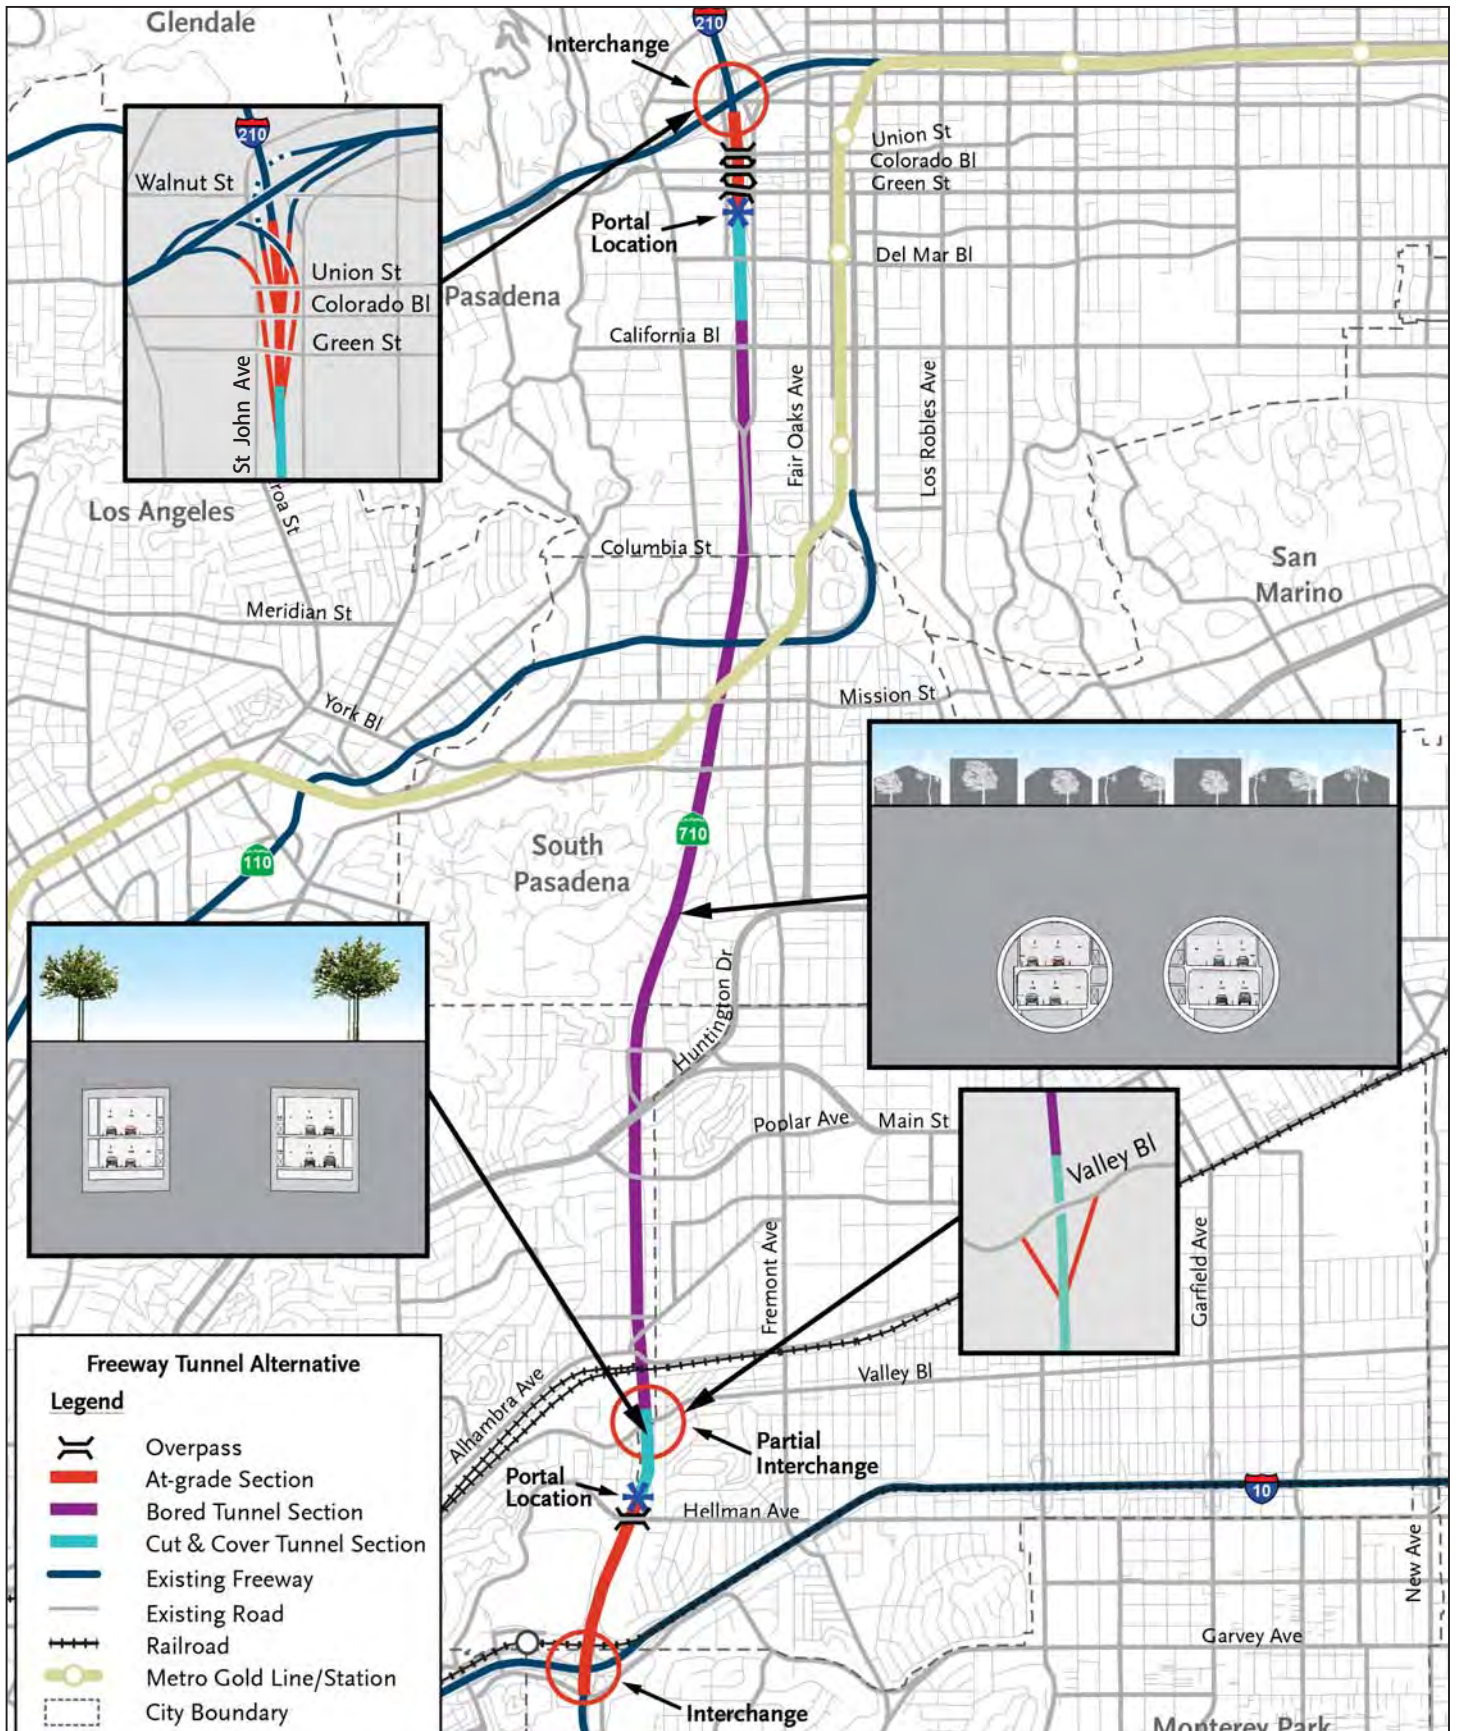 Glendale
210
Interchange
210
Walnut St
Union St
Colorado Bl
Green St
St John Ave
Union St
Colorado Bl
Green St
Portal
Location
Del Mar Bl
Pasadena
California Bl
Fair Oaks Ave
Los Robles Ave
Los Angeles
roa St
Columbia St
San
Marino
Meridian St
York Bl
Mission St
South
Pasadena
710
110
Huntington Dr
Poplar Ave
Main St
Valley Bl
Fremont Ave
Garfield Ave
Alhambra Ave
Valley Bl
Partial
Interchange
Portal
Location
Hellman Ave
10
New Ave
Garvey Ave
Interchange
Monterey Park
Freeway Tunnel Alternative
Legend
Overpass
At-grade Section
Bored Tunnel Section
Cut & Cover Tunnel Section
Existing Freeway
Existing Road
Railroad
Metro Gold Line/Station
City Boundary